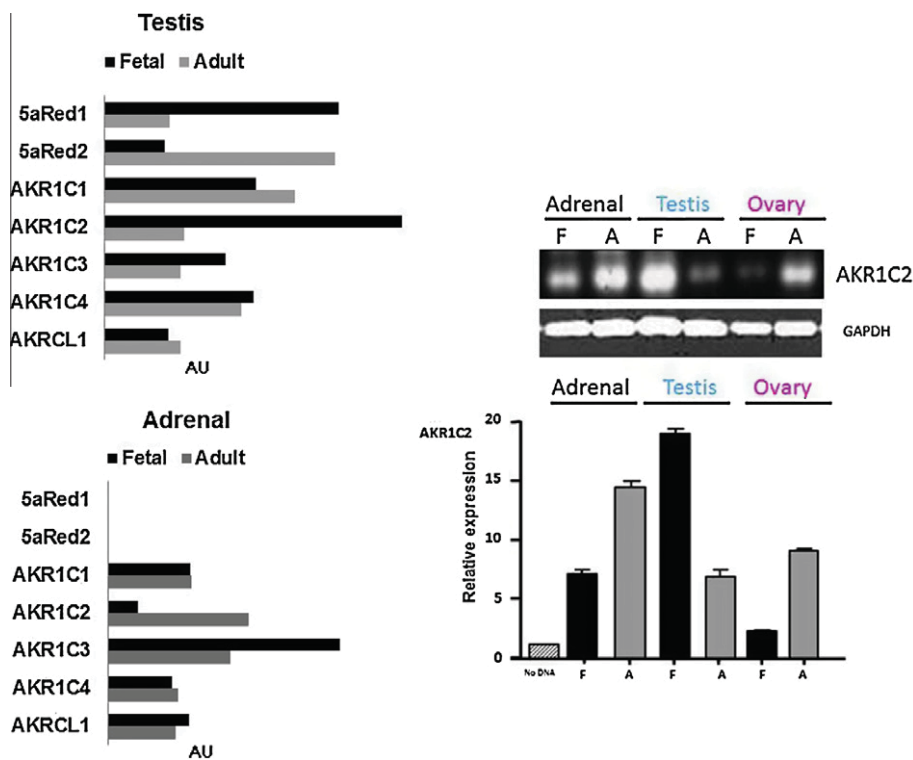 Testis
Fetal Adult
5aRed1
5aRed2
AKR1C1
AKR1C2
AKR1C3
AKR1C4
AKRCL1
AU
Adrenal
Fetal Adult
5aRed1
5aRed2
AKR1C1
AKR1C2
AKR1C3
AKR1C4
AKRCL1
AU
Adrenal Testis Ovary
F A F A F A
AKR1C2
GAPDH
Adrenal Testis Ovary
AKR1C2
Relative expression
20
15
10
5
0
No DNA F A F A F A